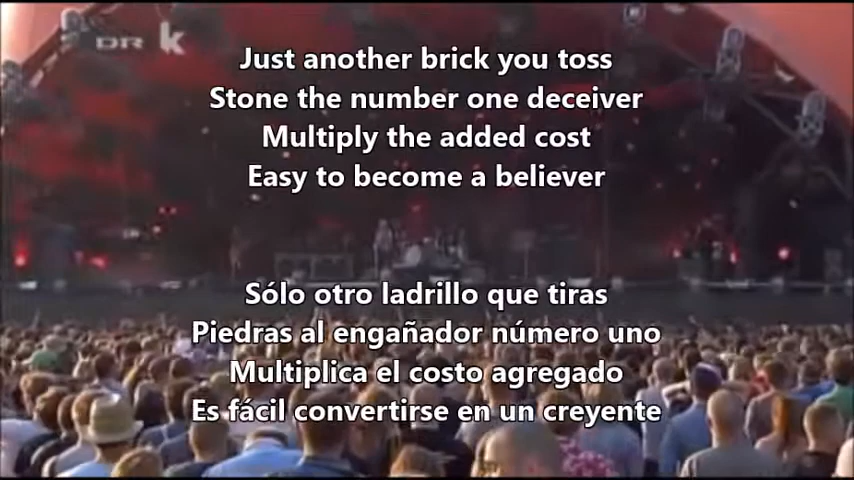 DR K
Just another brick you toss
Stone the number one deceiver
Multiply the added cost
Easy to become a believer
Sólo otro ladrillo que tiras
Piedras al engañador número uno
Multiplica el costo agregado
Es fácil convertirse en un creyente